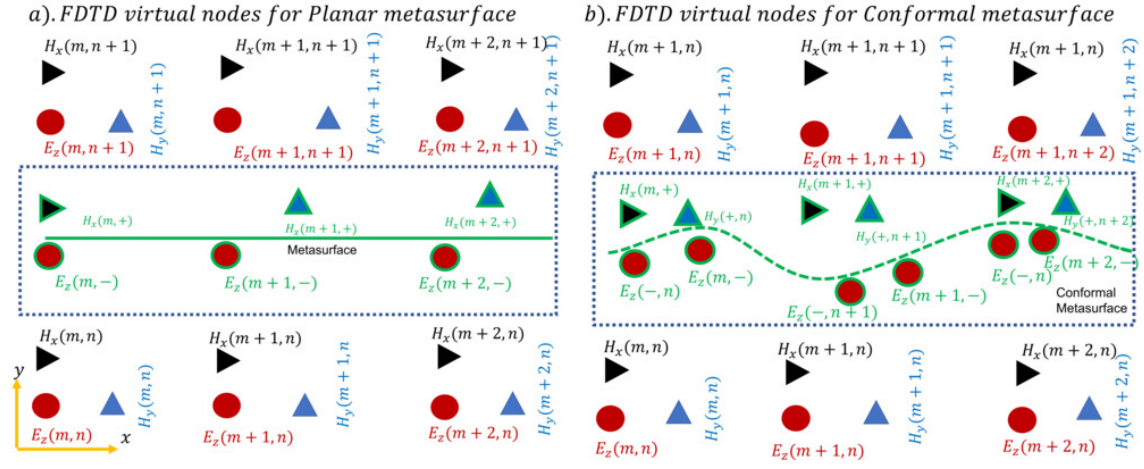 a). FDTD virtual nodes for Planar metasurface
H_x(m, n + 1)
H_x(m + 1, n + 1)
H_x(m + 2, n + 1)
H_y(m, n + 1)
H_y(m + 1, n + 1)
H_y(m + 2, n + 1)
E_z(m, n + 1)
E_z(m + 1, n + 1)
E_z(m + 2, n + 1)
H_x(m, +)
H_x(m + 1, +)
H_x(m + 2, +)
Metasurface
E_z(m, −)
E_z(m + 1, −)
E_z(m + 2, −)
H_x(m, n)
H_x(m + 1, n)
H_x(m + 2, n)
y
H_y(m, n)
H_y(m + 1, n
H_y(m + 2, n)
E_z(m, n)
x
E_z(m + 1, n)
E_z(m + 2, n)
b). FDTD virtual nodes for Conformal metasurface
H_x(m + 1, n)
H_x(m + 1, n + 1)
H_x(m + 1, n)
H_y(m + 1, n)
H_y(m + 1, n + 1)
H_y(m + 1, n + 2)
E_z(m + 1, n)
E_z(m + 1, n + 1)
E_z(m + 1, n + 2)
H_x(m, +)
H_x(m + 1, +)
H_x(m + 2, +)
H_y(+, n)
H_y(+, n + 1)
H_y(+, n + 2)
E_z(−, n)
E_z(m, −)
E_z(−, n + 1)
E_z(m + 1, −)
E_z(−, n)
E_z(m + 2, −)
Conformal
Metasurface
H_x(m, n)
H_x(m + 1, n)
H_x(m + 2, n)
H_y(m, n)
H_y(m + 1, n)
H_y(m + 2, n)
E_z(m, n)
E_z(m + 1, n)
E_z(m + 2, n)